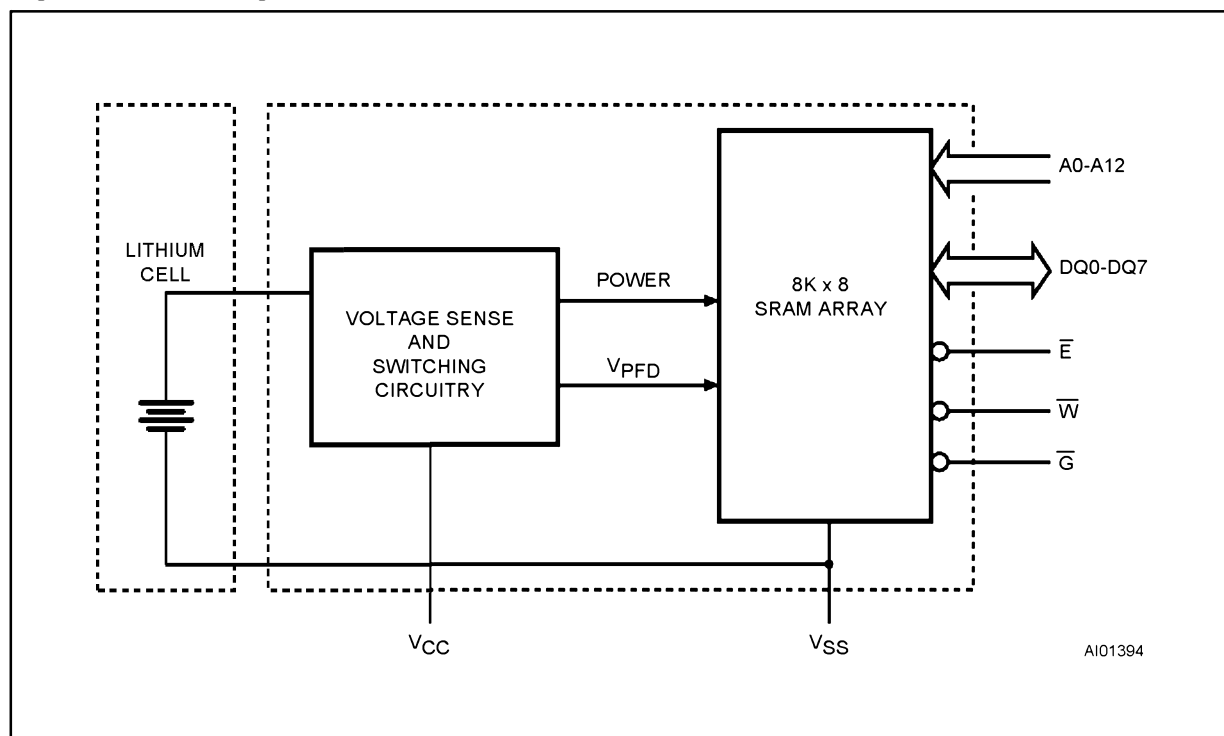 LITHIUM
CELL
VOLTAGE SENSE
AND
SWITCHING
CIRCUITRY
POWER
VPFD
8K x 8
SRAM ARRAY
A0-A12
DQ0-DQ7
E̅
W̅
G̅
VCC
VSS
AI01394